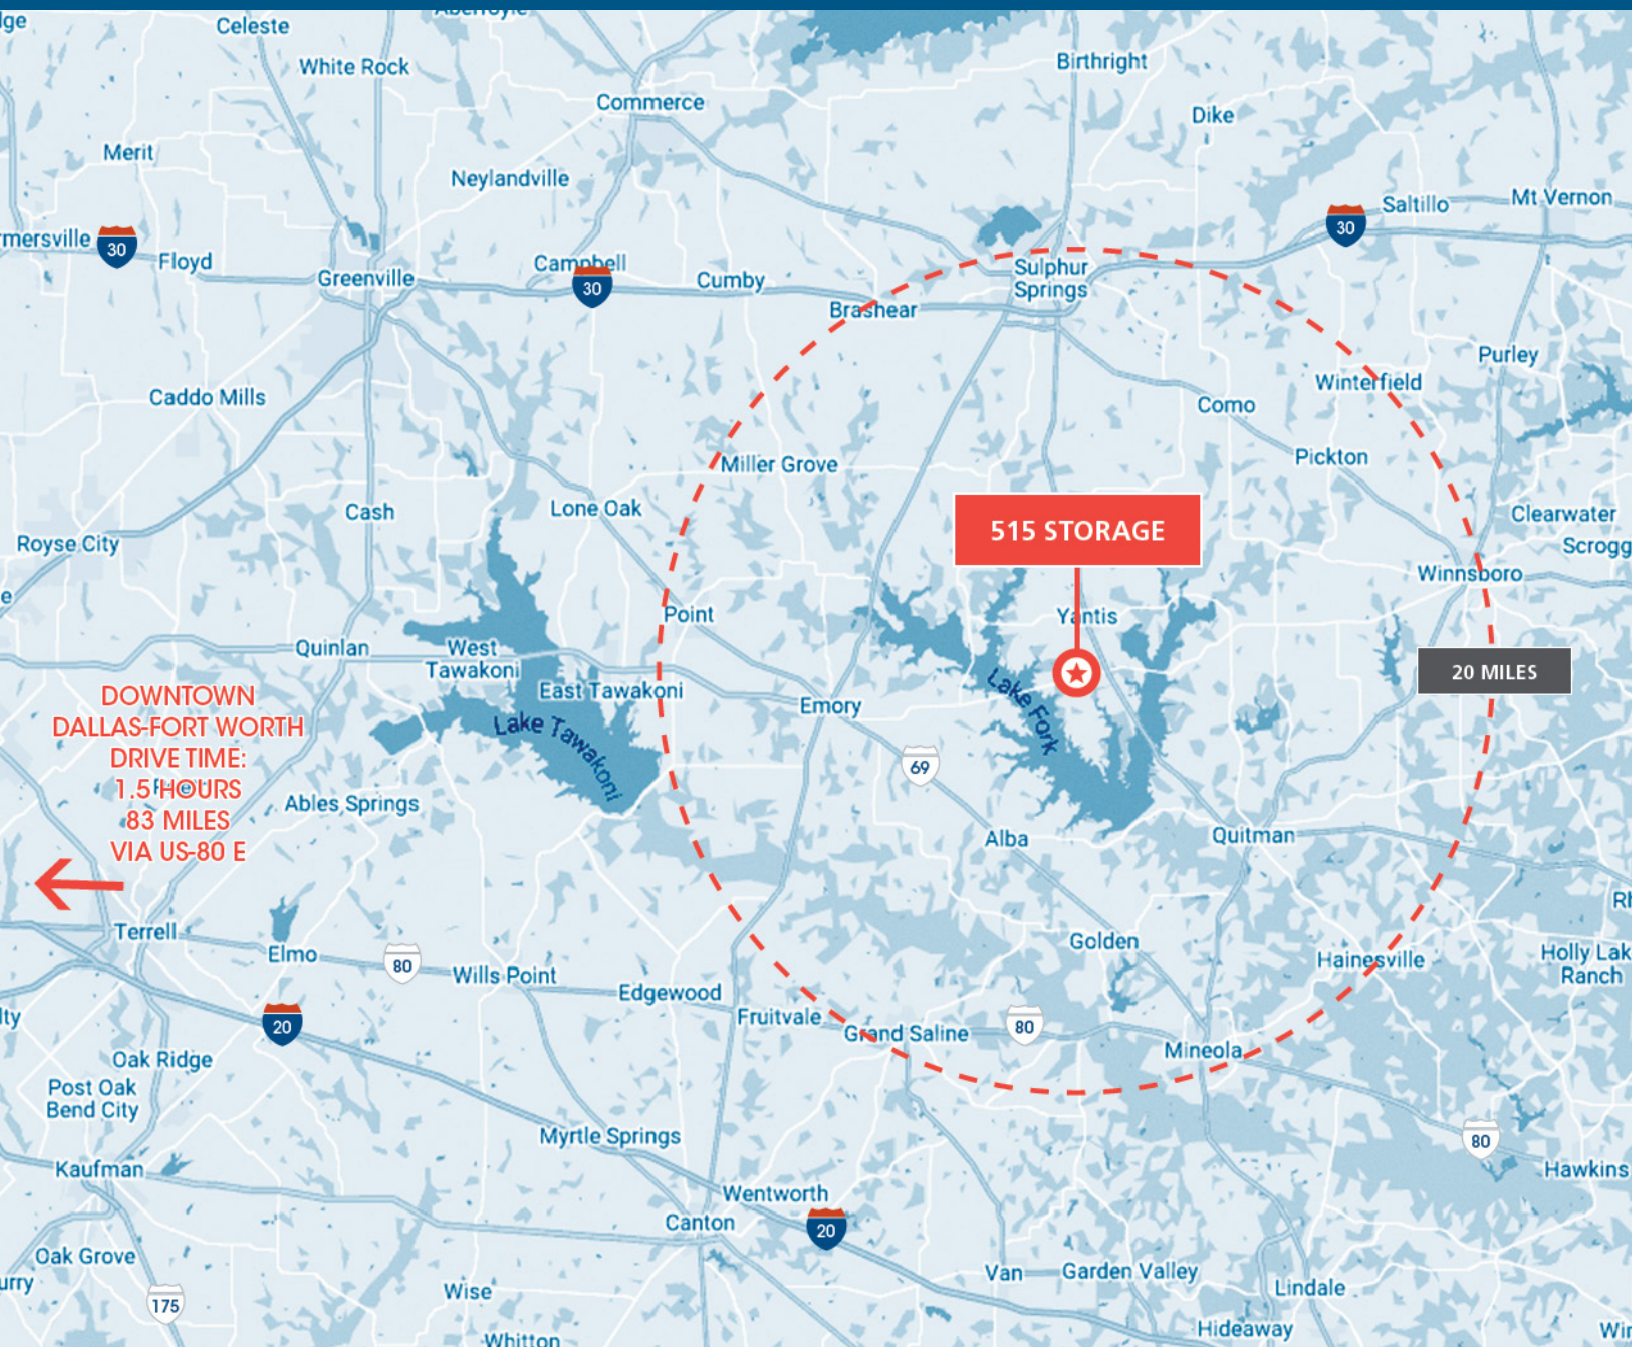 Celeste
White Rock
Commerce
Birthright
Dike
Merit
Neylandville
Saltillo
Mt Vernon
30
30
Floyd
Greenville
Campbell
30
Cumby
Sulphur
Springs
Brashear
Purley
Winterfield
Caddo Mills
Como
Pickton
Miller Grove
Cash
Lone Oak
515 STORAGE
Clearwater
Royse City
Winnsboro
Point
Yantis
Quinlan
West
Tawakoni
East Tawakoni
20 MILES
Emory
Lake Fork
Lake Tawakoni
DOWNTOWN
DALLAS-FORT WORTH
DRIVE TIME:
1.5 HOURS
83 MILES
VIA US-80 E
69
Ables Springs
Alba
Quitman
Terrell
Elmo
80
Wills Point
Edgewood
Golden
Hainesville
Holly Lak
Ranch
Fruitvale
Grand Saline
80
Mineola
20
Oak Ridge
Post Oak
Bend City
Myrtle Springs
80
Kaufman
Hawkins
Wentworth
Canton
20
Oak Grove
Van
Garden Valley
Lindale
Wise
175
Hideaway
Whitton